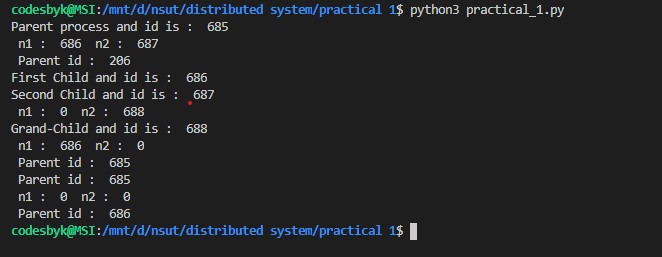 codesbyk@MSI:/mnt/d/nsut/distributed system/practical 1$ python3 practical_1.py
Parent process and id is :  685
 n1 :  686  n2 :  687
 Parent id :  206
First Child and id is :  686
Second Child and id is :  687
 n1 :  0  n2 :  688
Grand-Child and id is :  688
 n1 :  686  n2 :  0
 Parent id :  685
 Parent id :  685
 n1 :  0  n2 :  0
 Parent id :  686
codesbyk@MSI:/mnt/d/nsut/distributed system/practical 1$